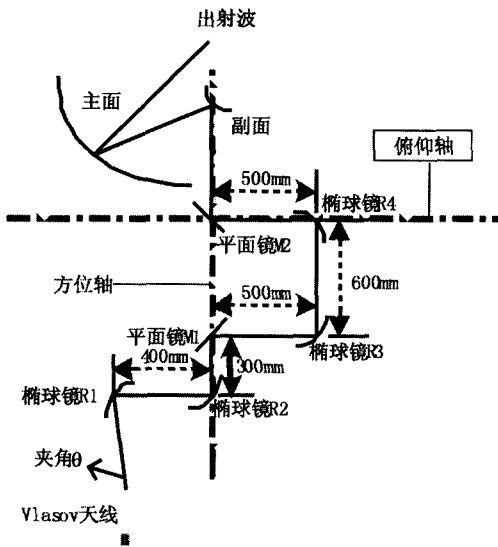 出射波
主面
副面
俯仰轴
500mm
椭球镜R4
平面镜M2
方位轴
600mm
500mm
平面镜M1
400mm
椭球镜R3
300mm
椭球镜R1
椭球镜R2
夹角θ
Vlasov天线